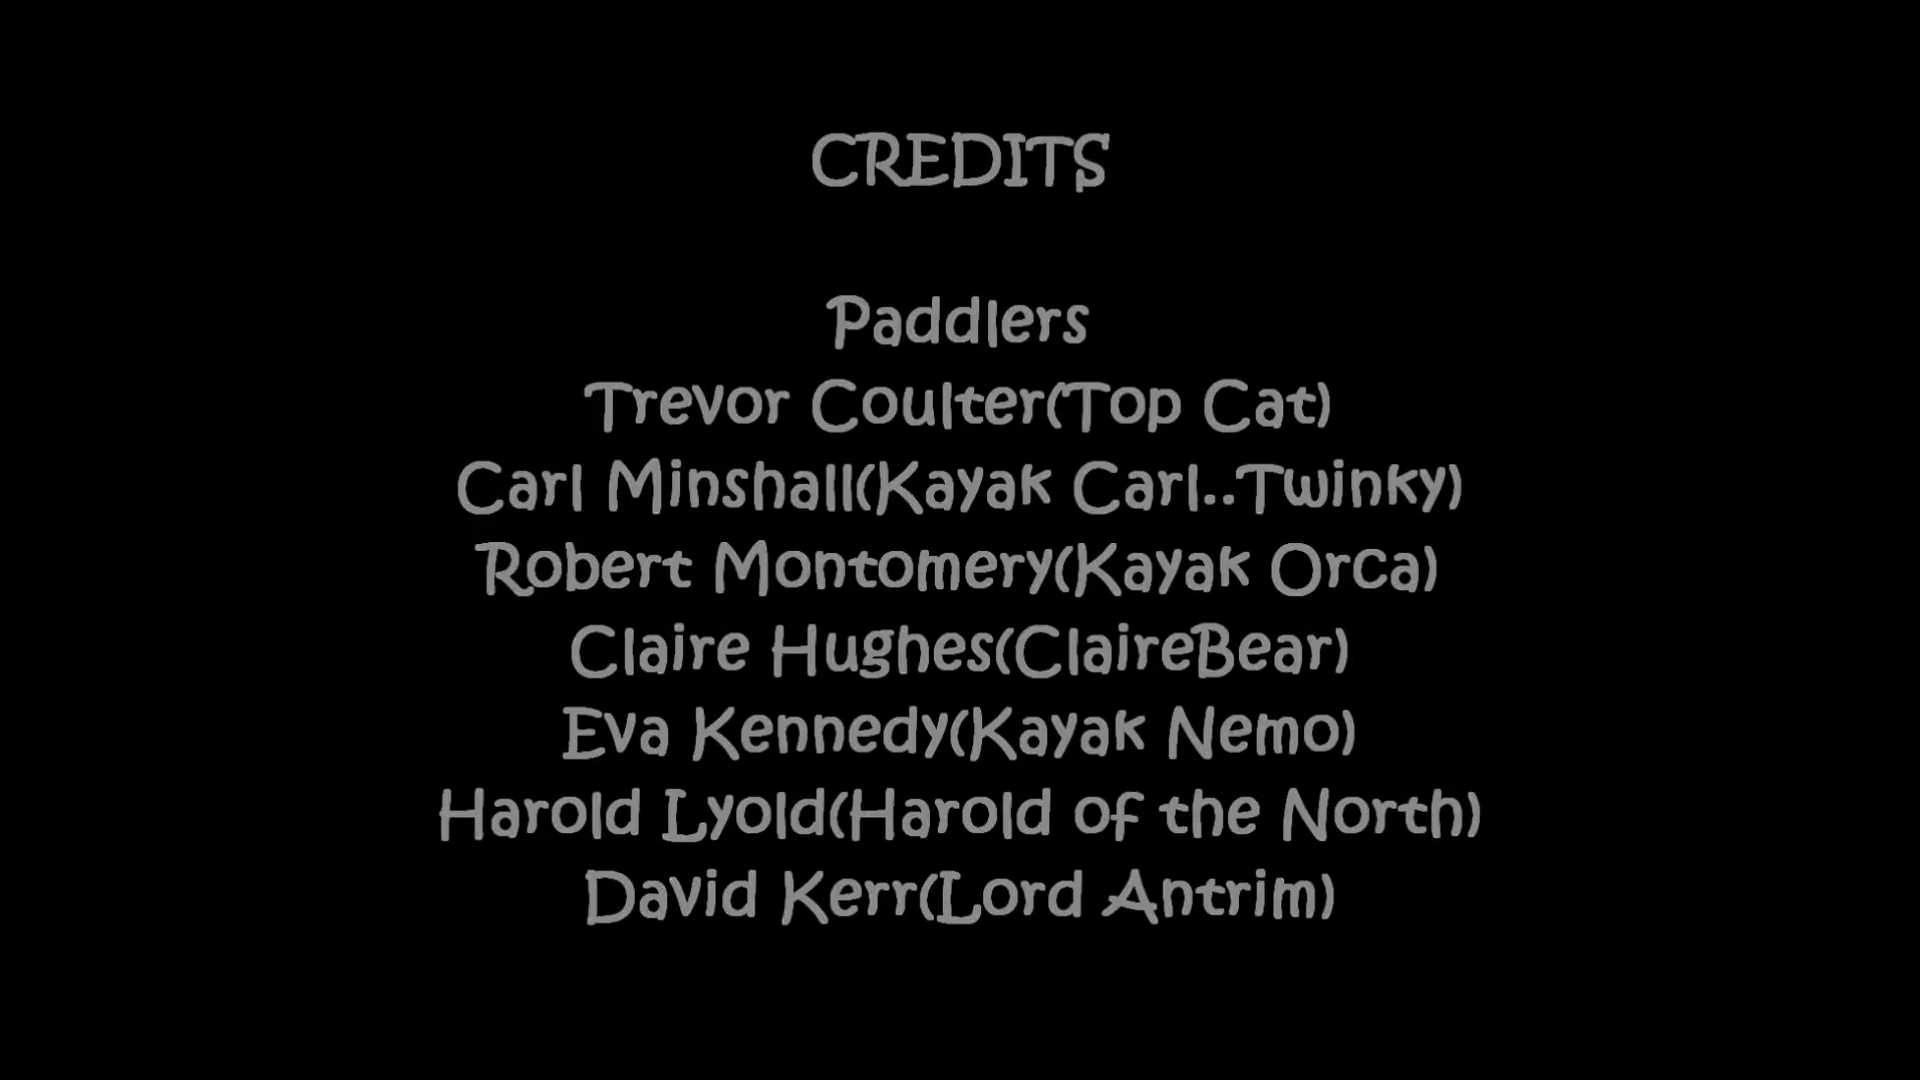 CREDITS
Paddlers
Trevor Coulter(Top Cat)
Carl Minshall(Kayak Carl..Twinky)
Robert Montomery(Kayak Orca)
Claire Hughes(ClaireBear)
Eva Kennedy(Kayak Nemo)
Harold Lyold(Harold of the North)
David Kerr(Lord Antrim)